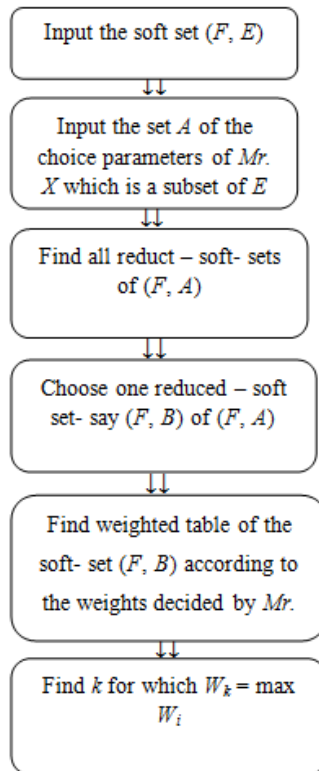 Input the soft set (F, E)
↓↓
Input the set A of the
choice parameters of Mr.
X which is a subset of E
↓↓
Find all reduct – soft- sets
of (F, A)
↓↓
Choose one reduced – soft
set- say (F, B) of (F, A)
↓↓
Find weighted table of the
soft- set (F, B) according to
the weights decided by Mr.
↓↓
Find k for which Wk = max
Wi